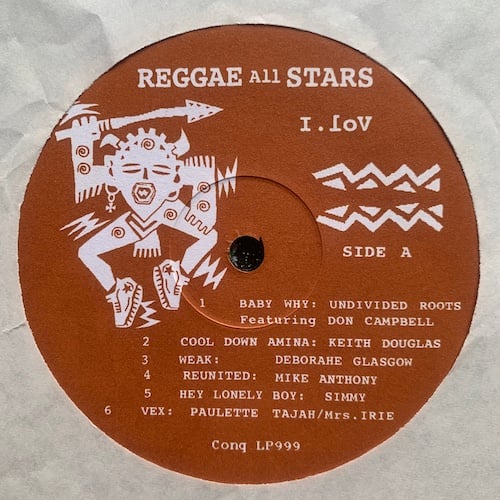 REGGAE All STARS
Vol.I
SIDE A
1 BABY WHY: UNDIVIDED ROOTS
Featuring DON CAMPBELL
2 COOL DOWN AMINA: KEITH DOUGLAS
3 WEAK: DEBORAHE GLASGOW
4 REUNITED: MIKE ANTHONY
5 HEY LONELY BOY: SIMMY
6 VEX: PAULETTE TAJAH/Mrs.IRIE
Conq LP999